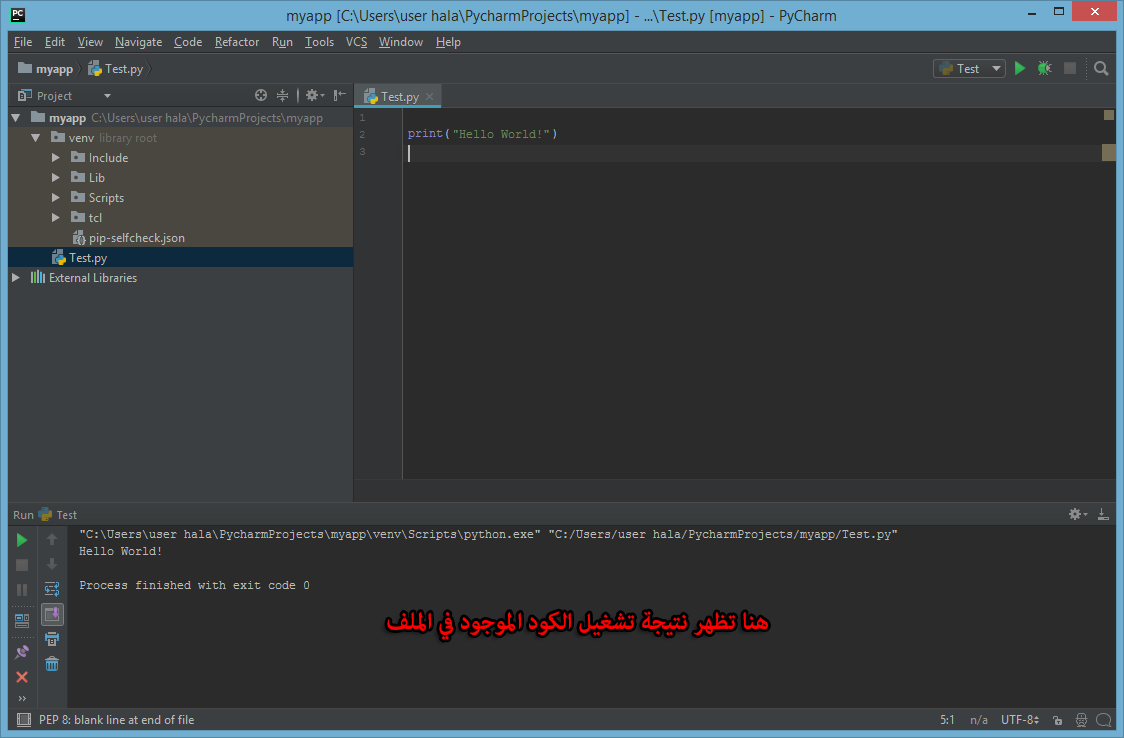 PC
myapp [C:\Users\user hala\PycharmProjects\myapp] - ...\Test.py [myapp] - PyCharm
File Edit View Navigate Code Refactor Run Tools VCS Window Help
myapp Test.py
Test
Project
Test.py
myapp C:\Users\user hala\PycharmProjects\myapp
venv library root
Include
Lib
Scripts
tcl
pip-selfcheck.json
Test.py
External Libraries
1
2 print("Hello World!")
3
Run Test
"C:\Users\user hala\PycharmProjects\myapp\venv\Scripts\python.exe" "C:/Users/user hala/PycharmProjects/myapp/Test.py"
Hello World!
Process finished with exit code 0
هنا تظهر نتيجة تشغيل الكود الموجود في الملف
PEP 8: blank line at end of file 5:1 n/a UTF-8